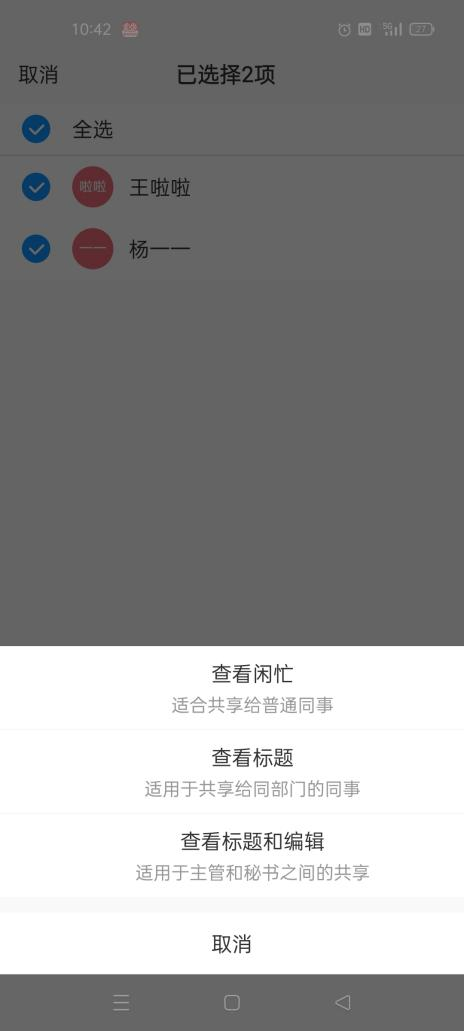 10:42
HD 5G 27
取消 已选择2项
全选
啦啦 王啦啦
一一 杨一一
查看闲忙
适合共享给普通同事
查看标题
适用于共享给同部门的同事
查看标题和编辑
适用于主管和秘书之间的共享
取消